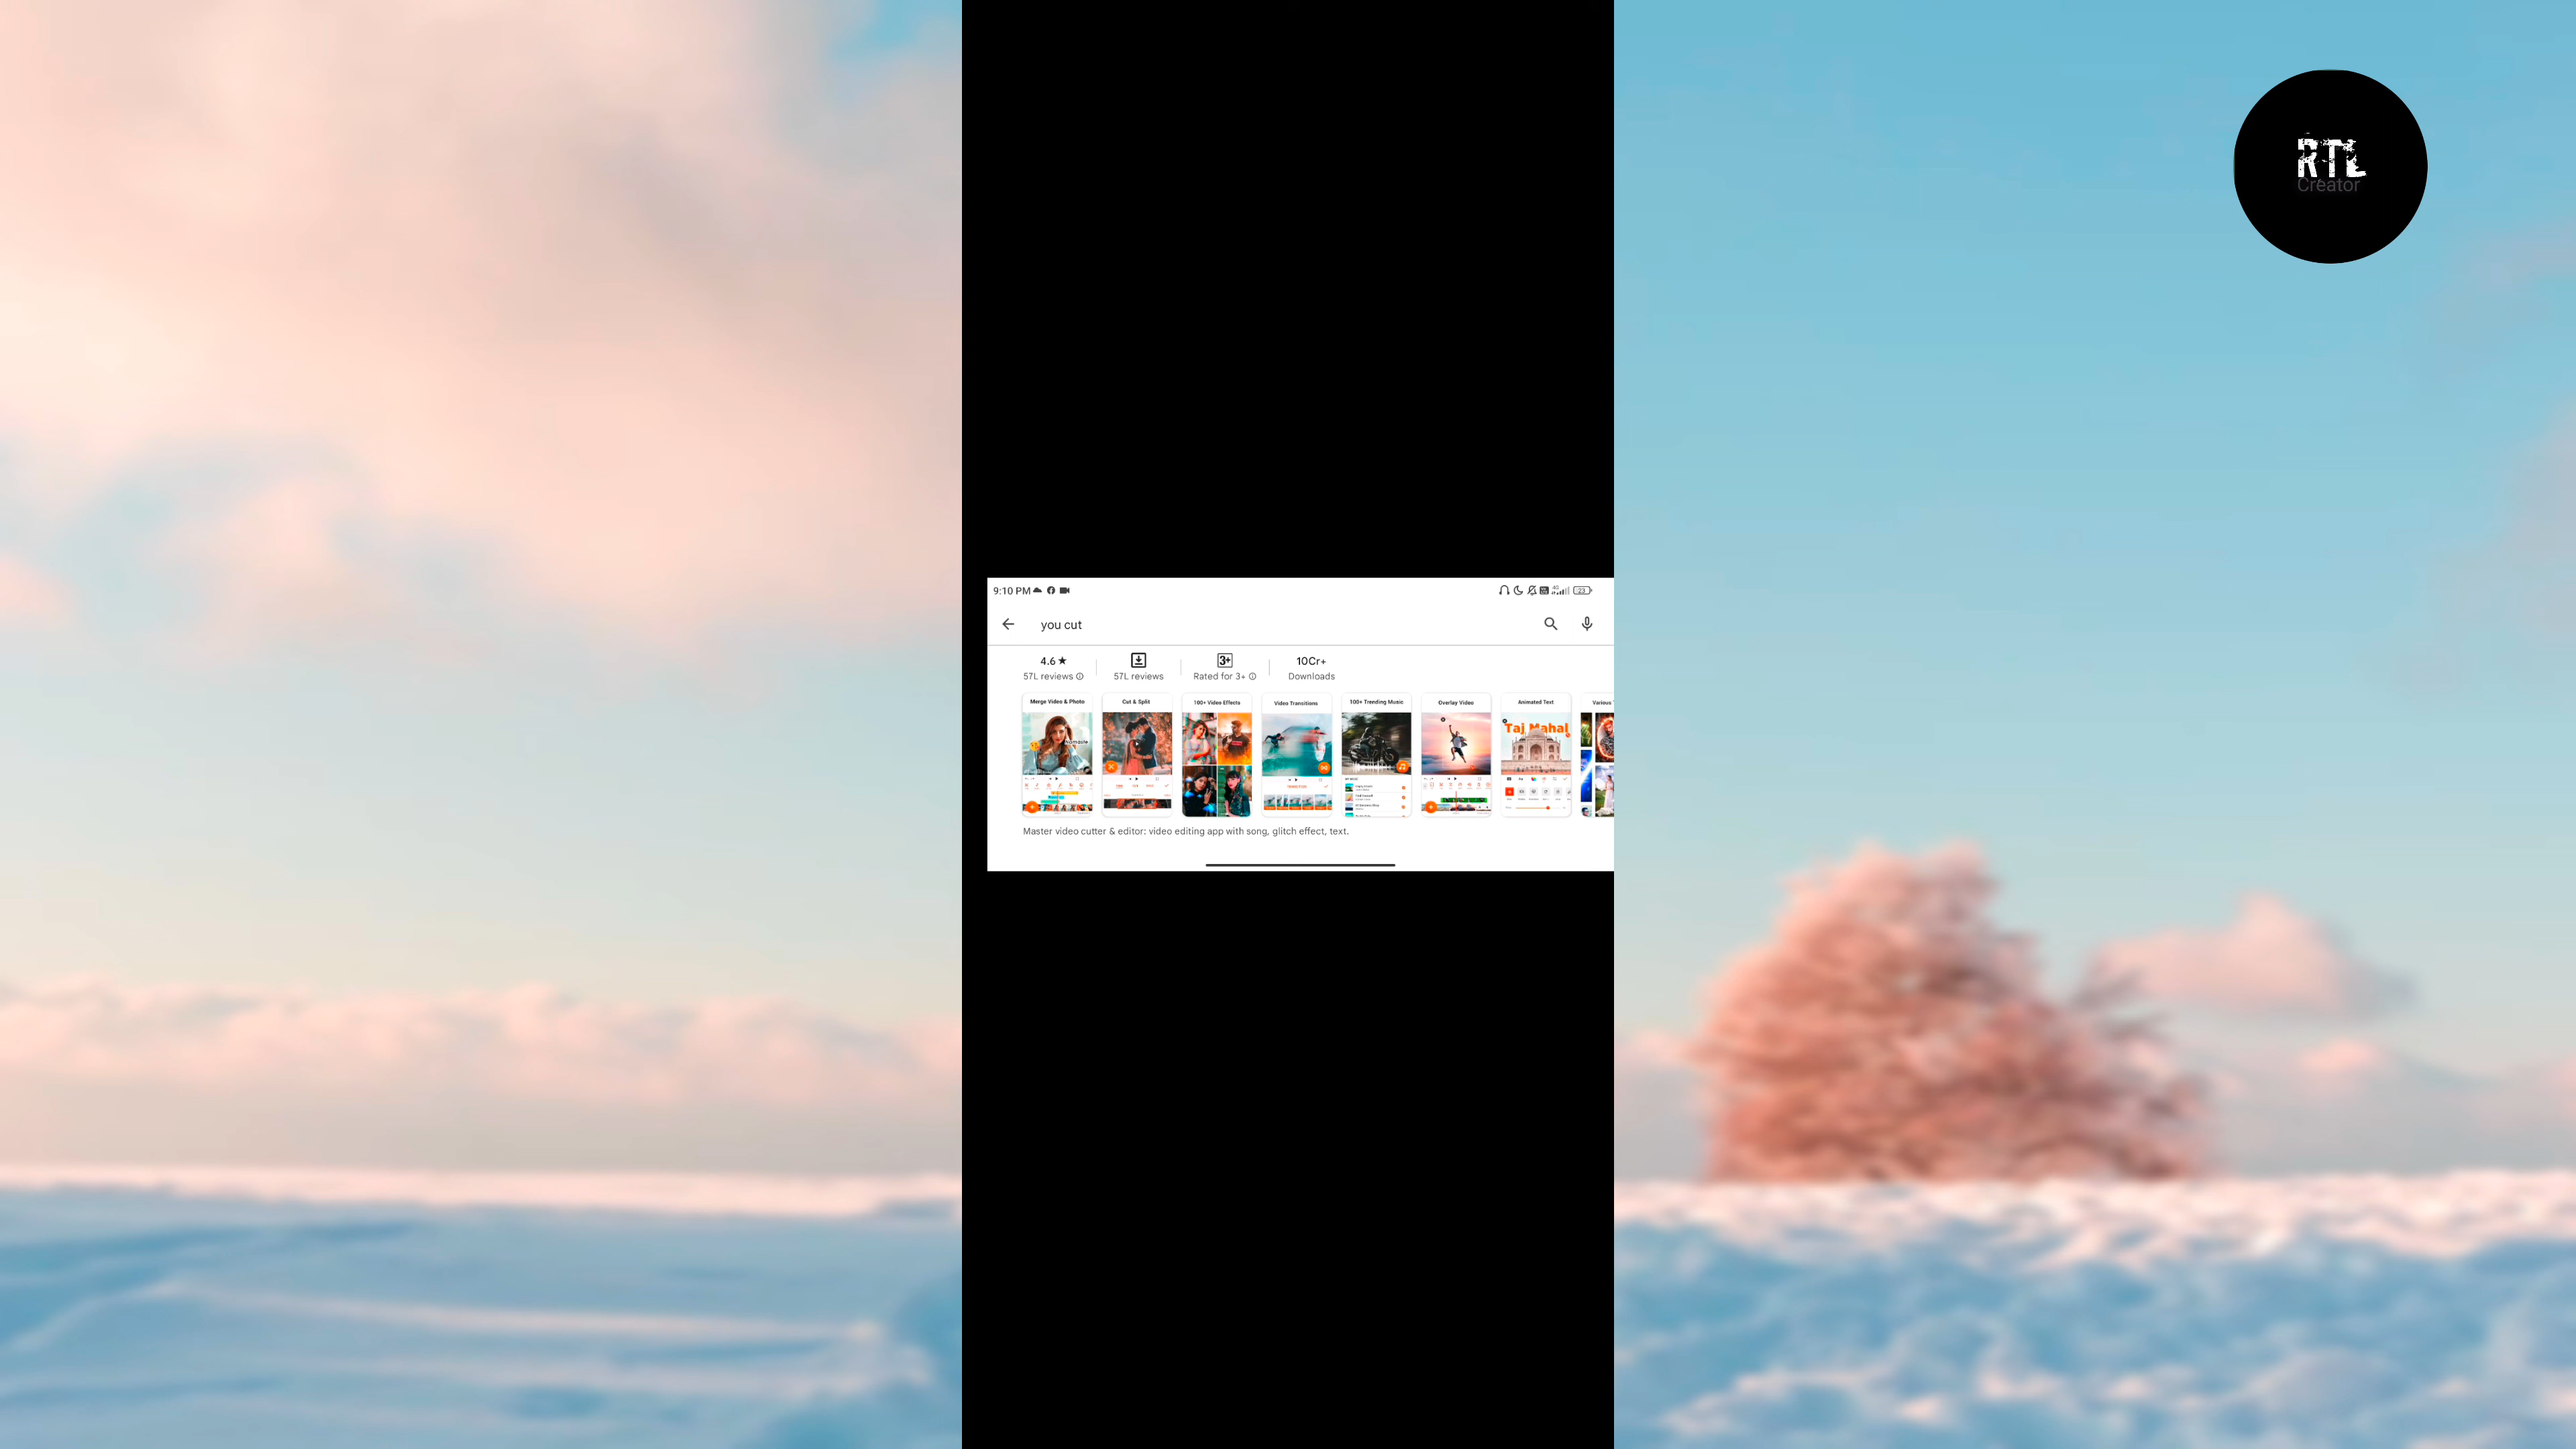 RTL
Creator
9:10 PM
23
you cut
4.6★
57L reviews
57L reviews
3+
Rated for 3+
10Cr+
Downloads
Merge Video & Photo
Cut & Split
100+ Video Effects
Video Transitions
100+ Trending Music
Overlay Video
Animated Text
Various
Namaste
Taj Mahal
Master video cutter & editor: video editing app with song, glitch effect, text.